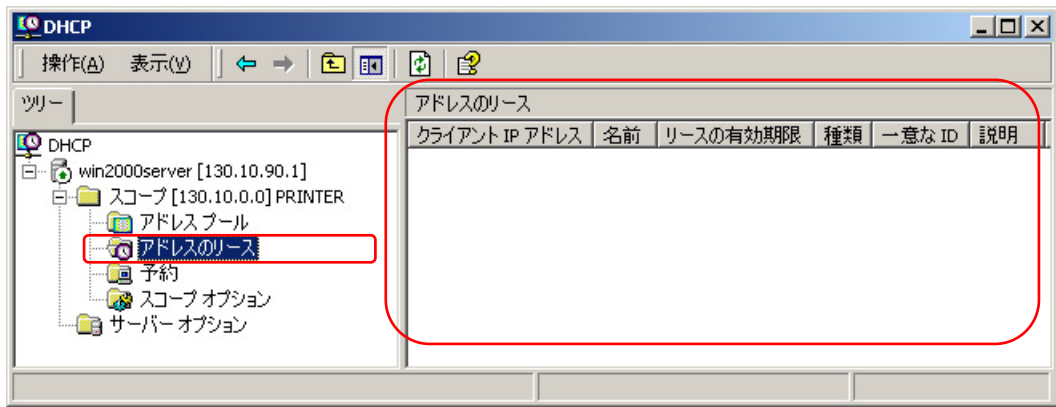 DHCP
操作(A) 表示(V)
ツリー
アドレスのリース
クライアント IP アドレス 名前 リースの有効期限 種類 一意な ID 説明
DHCP
win2000server [130.10.90.1]
スコープ [130.10.0.0] PRINTER
アドレス プール
アドレスのリース
予約
スコープ オプション
サーバー オプション